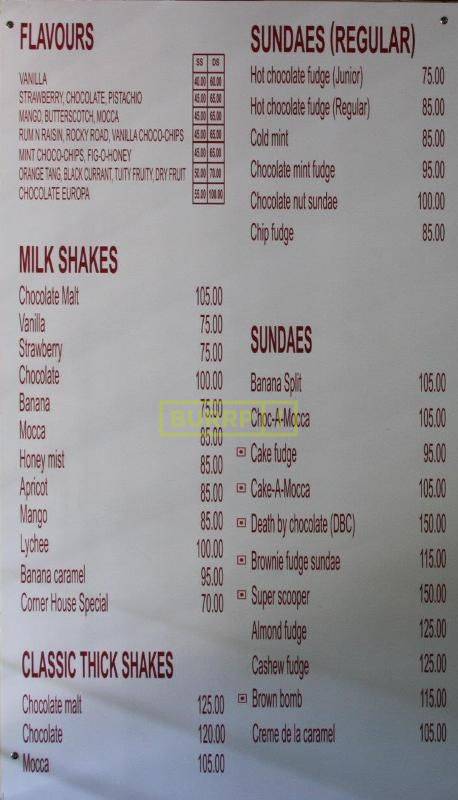 FLAVOURS
SS DS
VANILLA 40.00 60.00
STRAWBERRY, CHOCOLATE, PISTACHIO 45.00 65.00
MANGO, BUTTERSCOTCH, MOCCA 45.00 65.00
RUM N RAISIN, ROCKY ROAD, VANILLA CHOCO-CHIPS 45.00 65.00
MINT CHOCO-CHIPS, FIG-O-HONEY 45.00 65.00
ORANGE TANG, BLACK CURRANT, TUITY FRUITY, DRY FRUIT 50.00 70.00
CHOCOLATE EUROPA 55.00 100.00
MILK SHAKES
Chocolate Malt 105.00
Vanilla 75.00
Strawberry 75.00
Chocolate 100.00
Banana 75.00
Mocca 85.00
Honey mist 85.00
Apricot 85.00
Mango 85.00
Lychee 100.00
Banana caramel 95.00
Corner House Special 70.00
CLASSIC THICK SHAKES
Chocolate malt 125.00
Chocolate 120.00
Mocca 105.00
SUNDAES (REGULAR)
Hot chocolate fudge (Junior) 75.00
Hot chocolate fudge (Regular) 85.00
Cold mint 85.00
Chocolate mint fudge 95.00
Chocolate nut sundae 100.00
Chip fudge 85.00
SUNDAES
Banana Split 105.00
Choc-A-Mocca 105.00
Cake fudge 95.00
Cake-A-Mocca 105.00
Death by chocolate (DBC) 150.00
Brownie fudge sundae 115.00
Super scooper 150.00
Almond fudge 125.00
Cashew fudge 125.00
Brown bomb 115.00
Creme de la caramel 105.00
BURRP